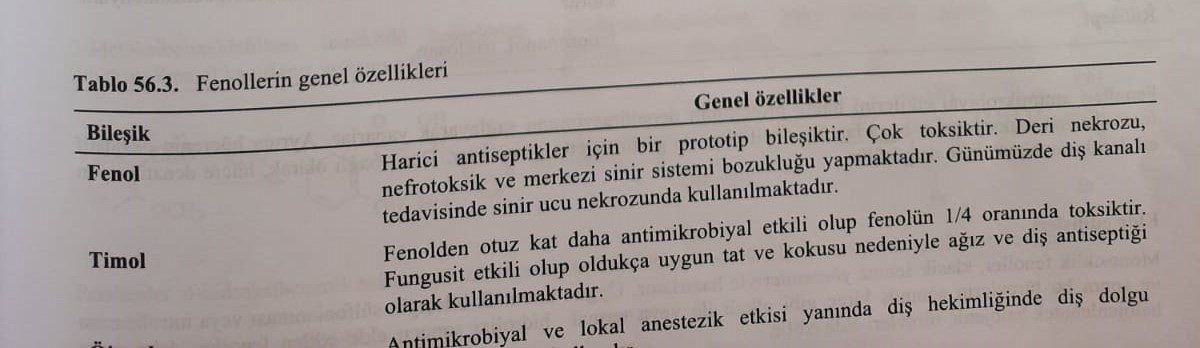 Tablo 56.3. Fenollerin genel özellikleri
Bileşik Genel özellikler
Fenol Harici antiseptikler için bir prototip bileşiktir. Çok toksiktir. Deri nekrozu,
nefrotoksik ve merkezi sinir sistemi bozukluğu yapmaktadır. Günümüzde diş kanalı
tedavisinde sinir ucu nekrozunda kullanılmaktadır.
Timol Fenolden otuz kat daha antimikrobiyal etkili olup fenolün 1/4 oranında toksiktir.
Fungusit etkili olup oldukça uygun tat ve kokusu nedeniyle ağız ve diş antiseptiği
olarak kullanılmaktadır.
Antimikrobiyal ve lokal anestezik etkisi yanında diş hekimliğinde diş dolgu